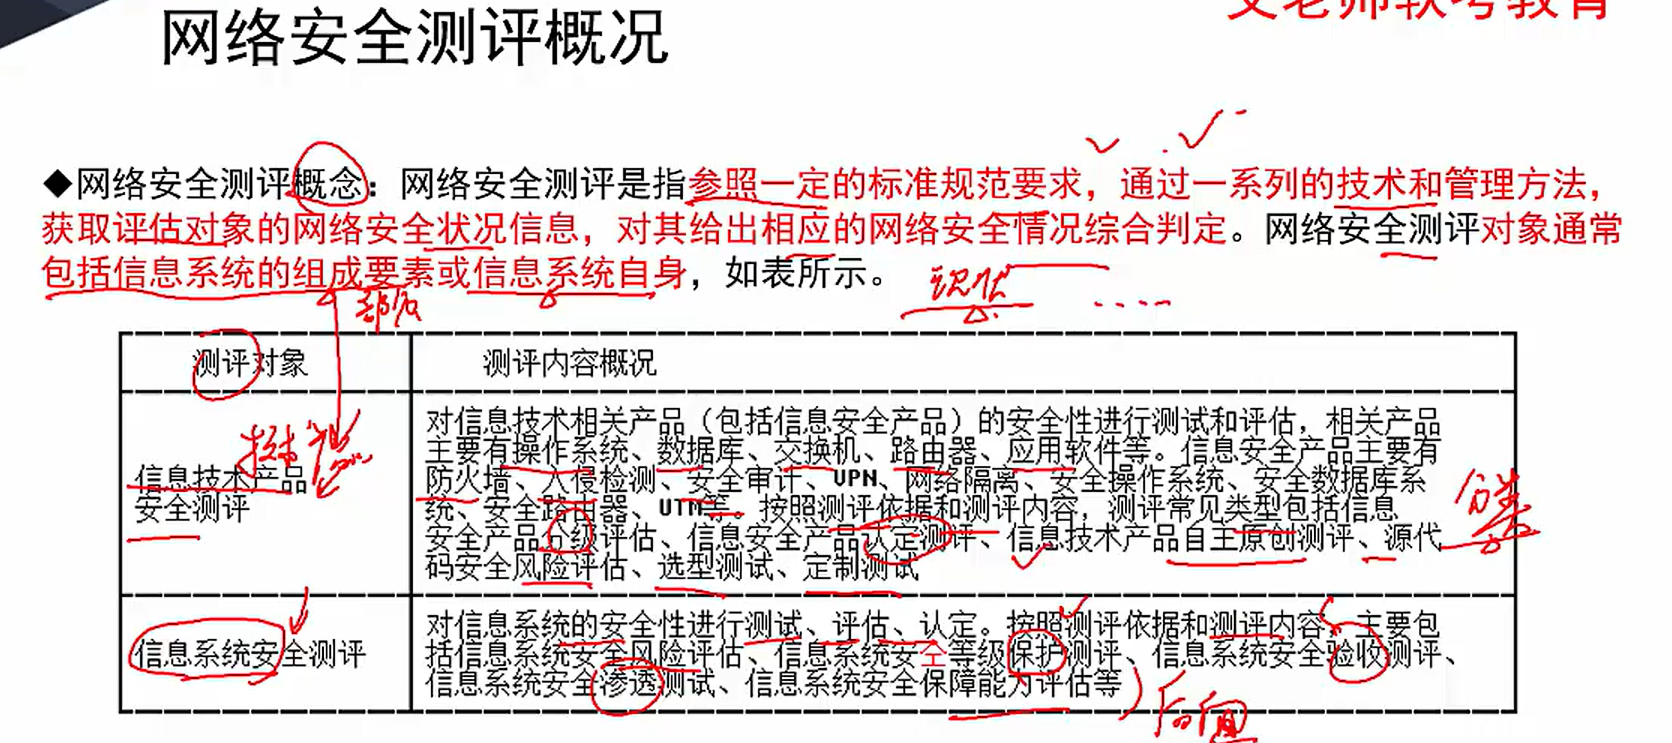 艾老师软考教育
网络安全测评概况
◆网络安全测评概念：网络安全测评是指参照一定的标准规范要求，通过一系列的技术和管理方法，
获取评估对象的网络安全状况信息，对其给出相应的网络安全情况综合判定。网络安全测评对象通常
包括信息系统的组成要素或信息系统自身，如表所示。
测评对象
测评内容概况
信息技术产品
安全测评
对信息技术相关产品（包括信息安全产品）的安全性进行测试和评估，相关产品
主要有操作系统、数据库、交换机、路由器、应用软件等。信息安全产品主要有
防火墙、入侵检测、安全审计、UPN、网络隔离、安全操作系统、安全数据库系
统、安全路由器、UTM等。按照测评依据和测评内容，测评常见类型包括信息
安全产品分级评估、信息安全产品认定测评、信息技术产品自主原创测评、源代
码安全风险评估、选型测试、定制测试
分类
信息系统安全测评
对信息系统的安全性进行测试、评估、认定。按照测评依据和测评内容，主要包
括信息系统安全风险评估、信息系统安全等级保护测评、信息系统安全验收测评、
信息系统安全渗透测试、信息系统安全保障能力评估等